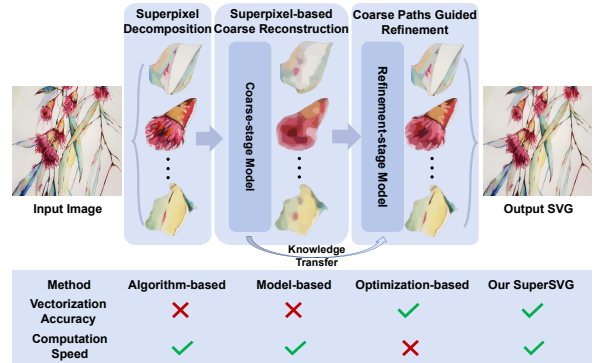 Superpixel
Decomposition
Superpixel-based
Coarse Reconstruction
Coarse Paths Guided
Refinement
Coarse-stage Model
Refinement-stage Model
Input Image
Output SVG
Knowledge
Transfer
Method Algorithm-based Model-based Optimization-based Our SuperSVG
Vectorization
Accuracy
Computation
Speed